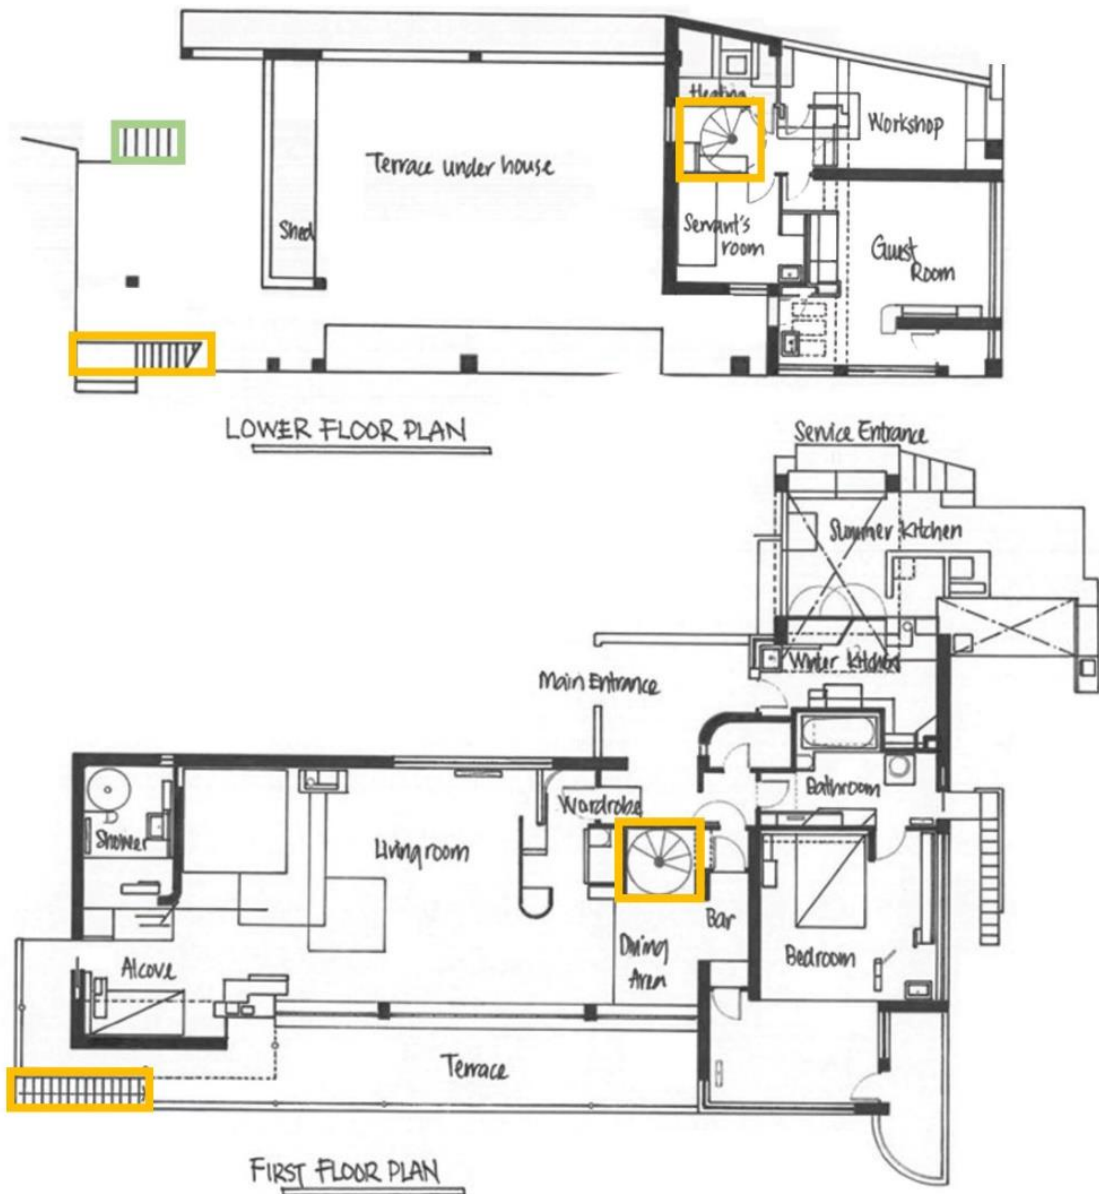 Heating
Workshop
Terrace under house
Shed
Servant's
room
Guest
Room
LOWER FLOOR PLAN
Service Entrance
Summer Kitchen
Winter Kitchen
Main Entrance
Bathroom
Wardrobe
Shower
Living room
Bar
Dining
Area
Bedroom
Alcove
Terrace
FIRST FLOOR PLAN